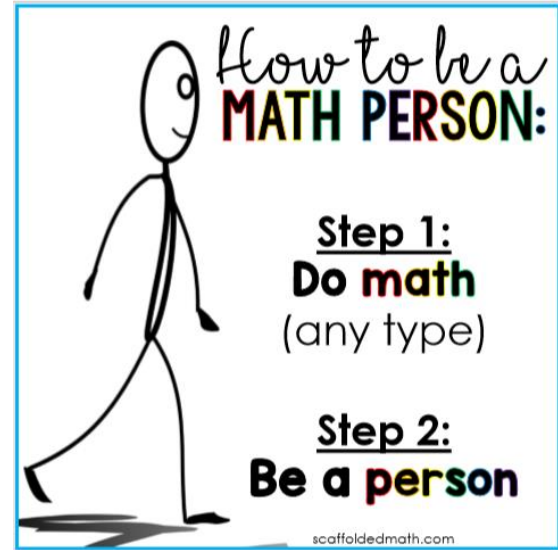 How to be a
MATH PERSON:
Step 1:
Do math
(any type)
Step 2:
Be a person
scaffoldedmath.com